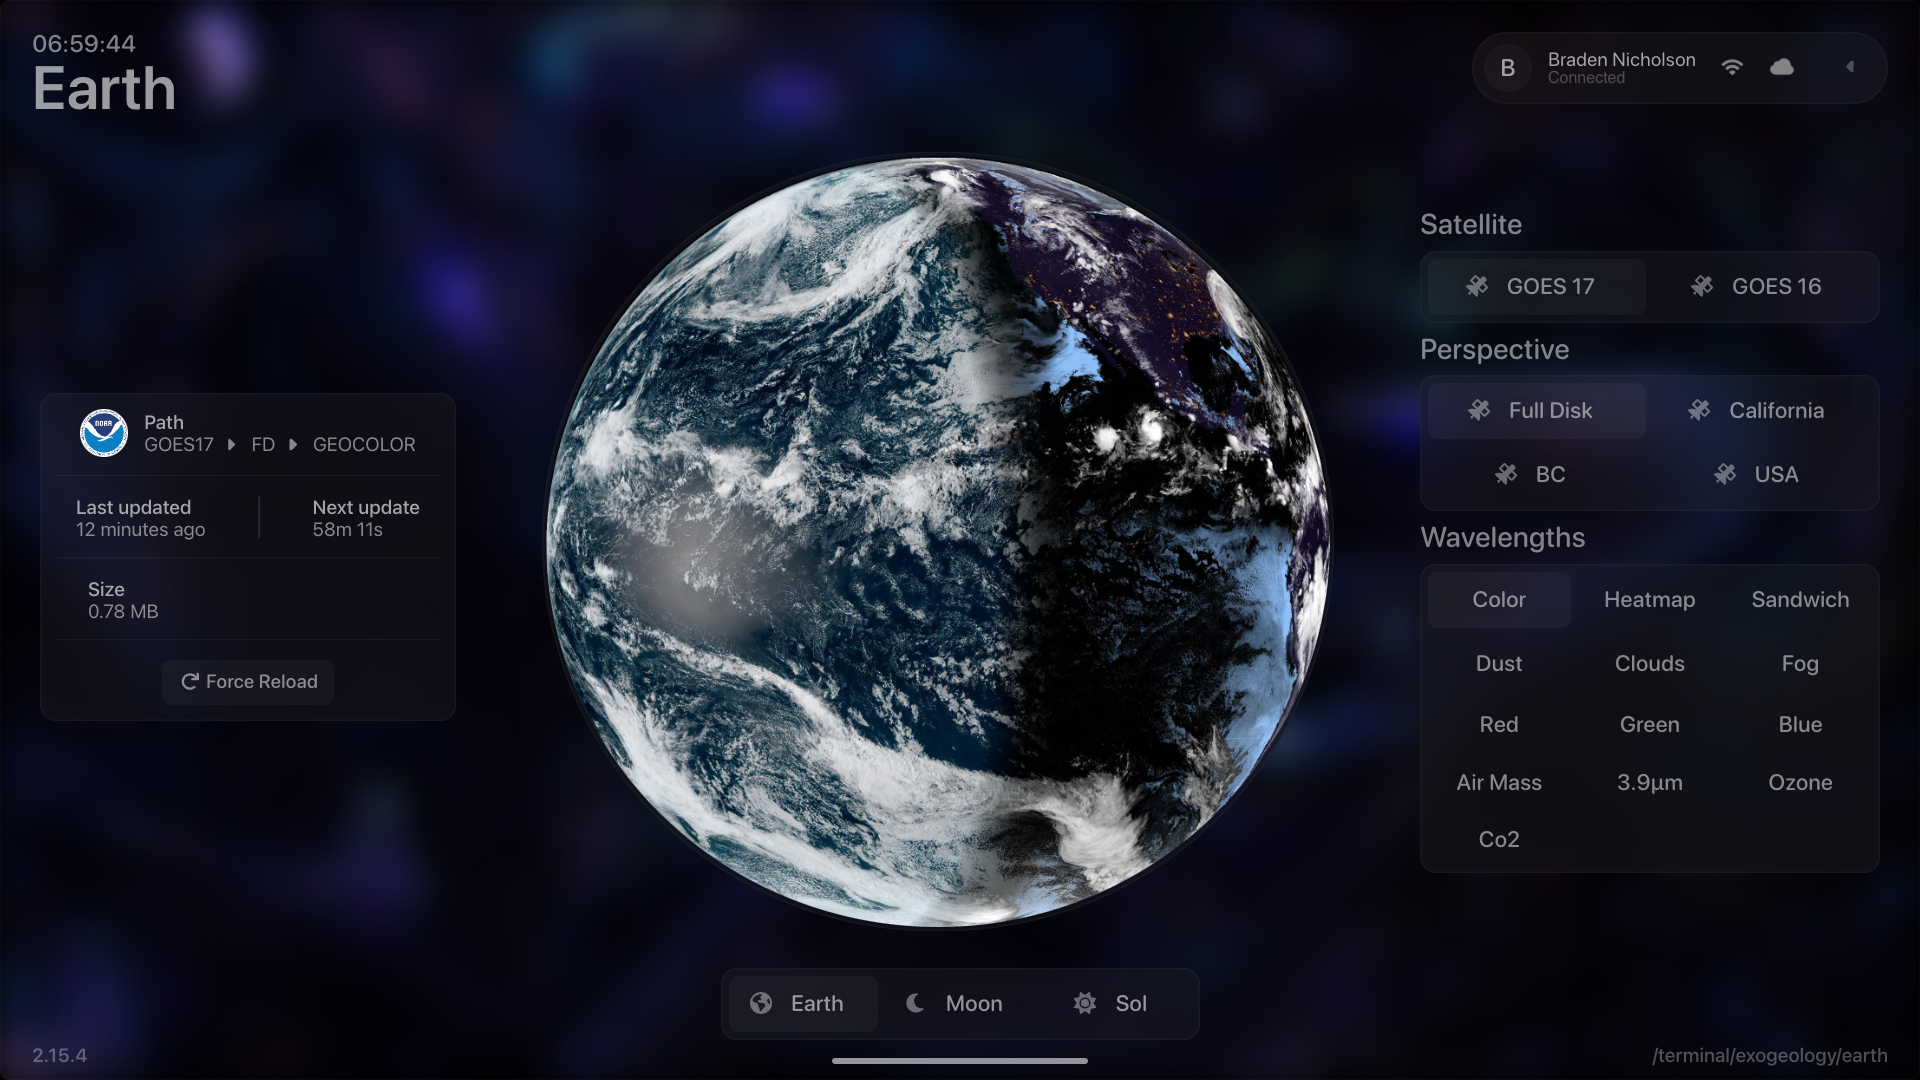 06:59:44
Earth
B
Braden Nicholson
Connected
NOAA
Path
GOES17 FD GEOCOLOR
Last updated
12 minutes ago
Next update
58m 11s
Size
0.78 MB
Force Reload
Satellite
GOES 17 GOES 16
Perspective
Full Disk California
BC USA
Wavelengths
Color Heatmap Sandwich
Dust Clouds Fog
Red Green Blue
Air Mass 3.9µm Ozone
Co2
Earth Moon Sol
2.15.4
/terminal/exogeology/earth